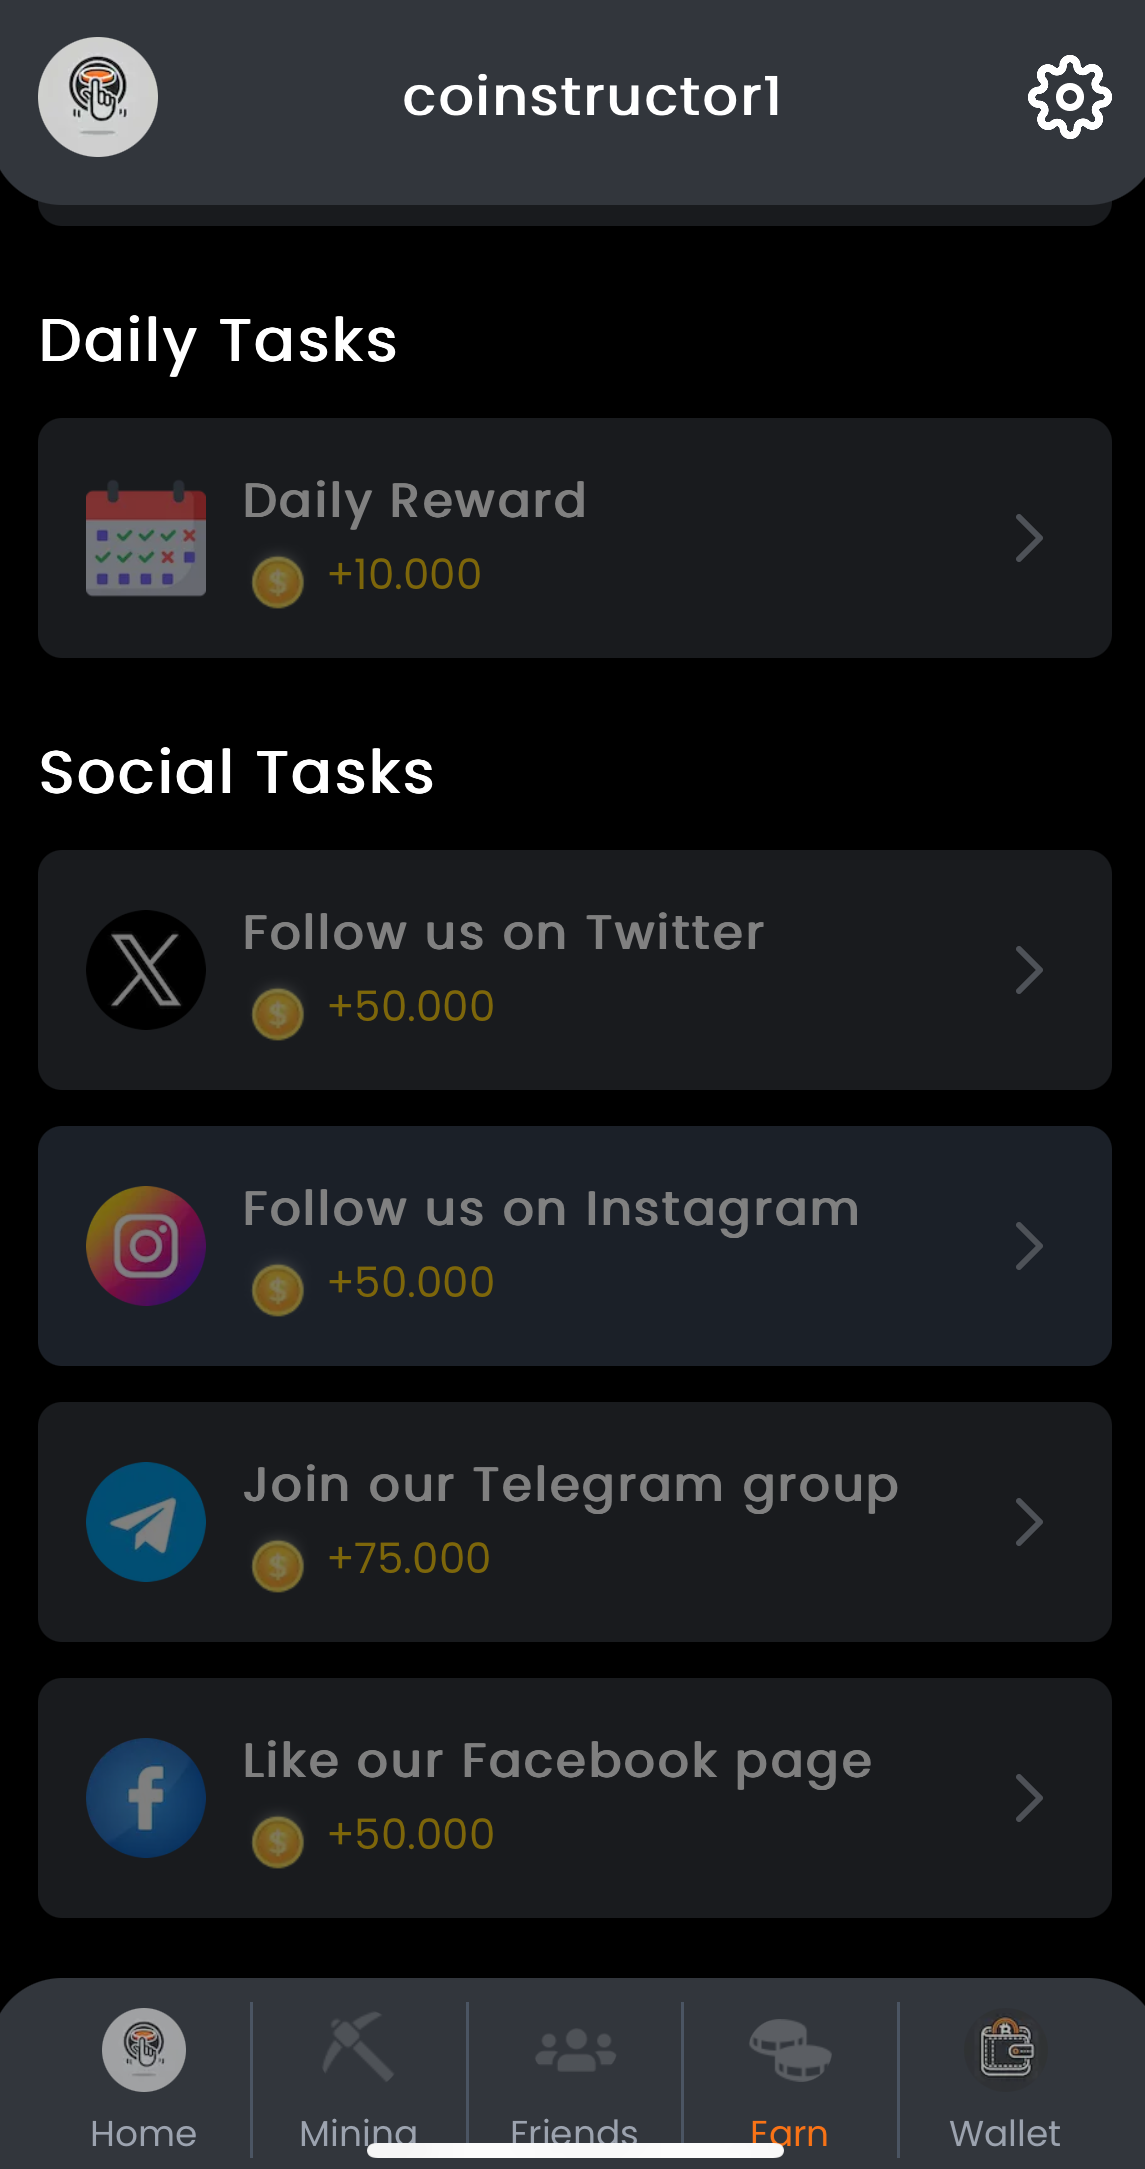 coinstructor1
Daily Tasks
Daily Reward
+10.000
Social Tasks
Follow us on Twitter
+50.000
Follow us on Instagram
+50.000
Join our Telegram group
+75.000
Like our Facebook page
+50.000
Home Mining Friends Earn Wallet